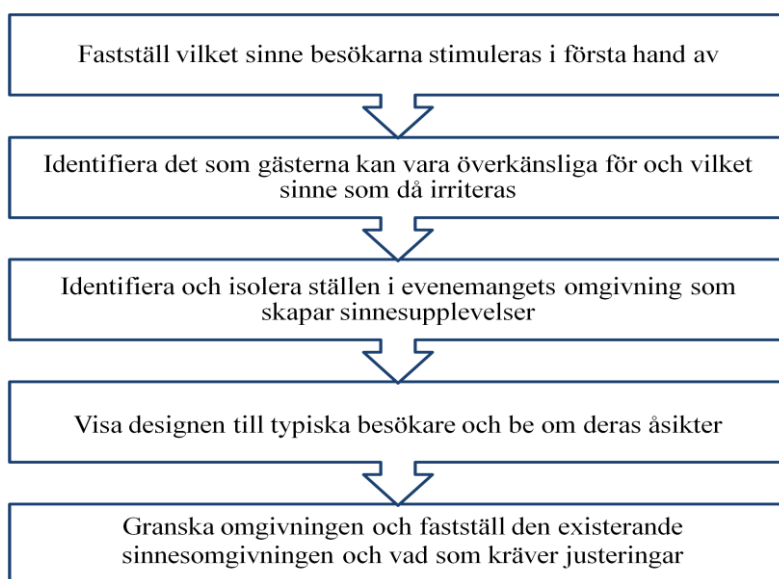 Fastställ vilket sinne besökarna stimuleras i första hand av
Identifiera det som gästerna kan vara överkänsliga för och vilket
sinne som då irriteras
Identifiera och isolera ställen i evenemangets omgivning som
skapar sinnesupplevelser
Visa designen till typiska besökare och be om deras åsikter
Granska omgivningen och fastställ den existerande
sinnesomgivningen och vad som kräver justeringar